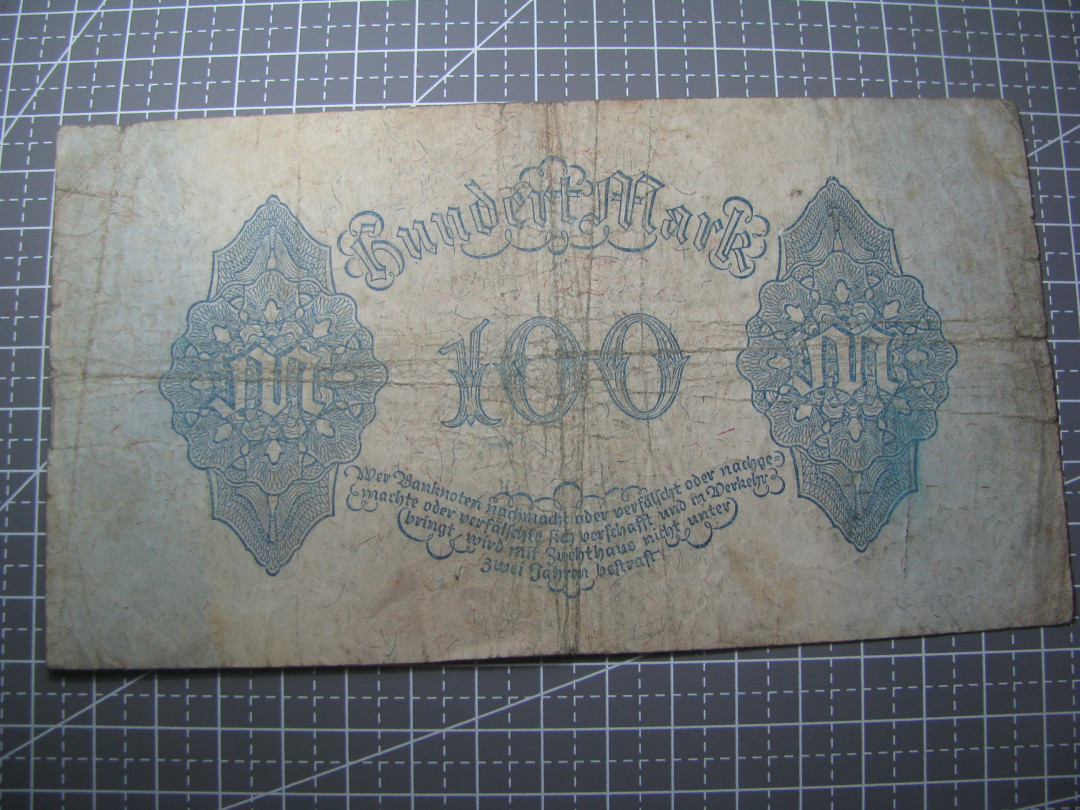 Hundert Mark
M 100 M
Wer Banknoten nachmacht oder verfälscht oder nachge-
machte oder verfälschte sich verschafft und in Verkehr
bringt, wird mit Zuchthaus nicht unter
zwei Jahren bestraft